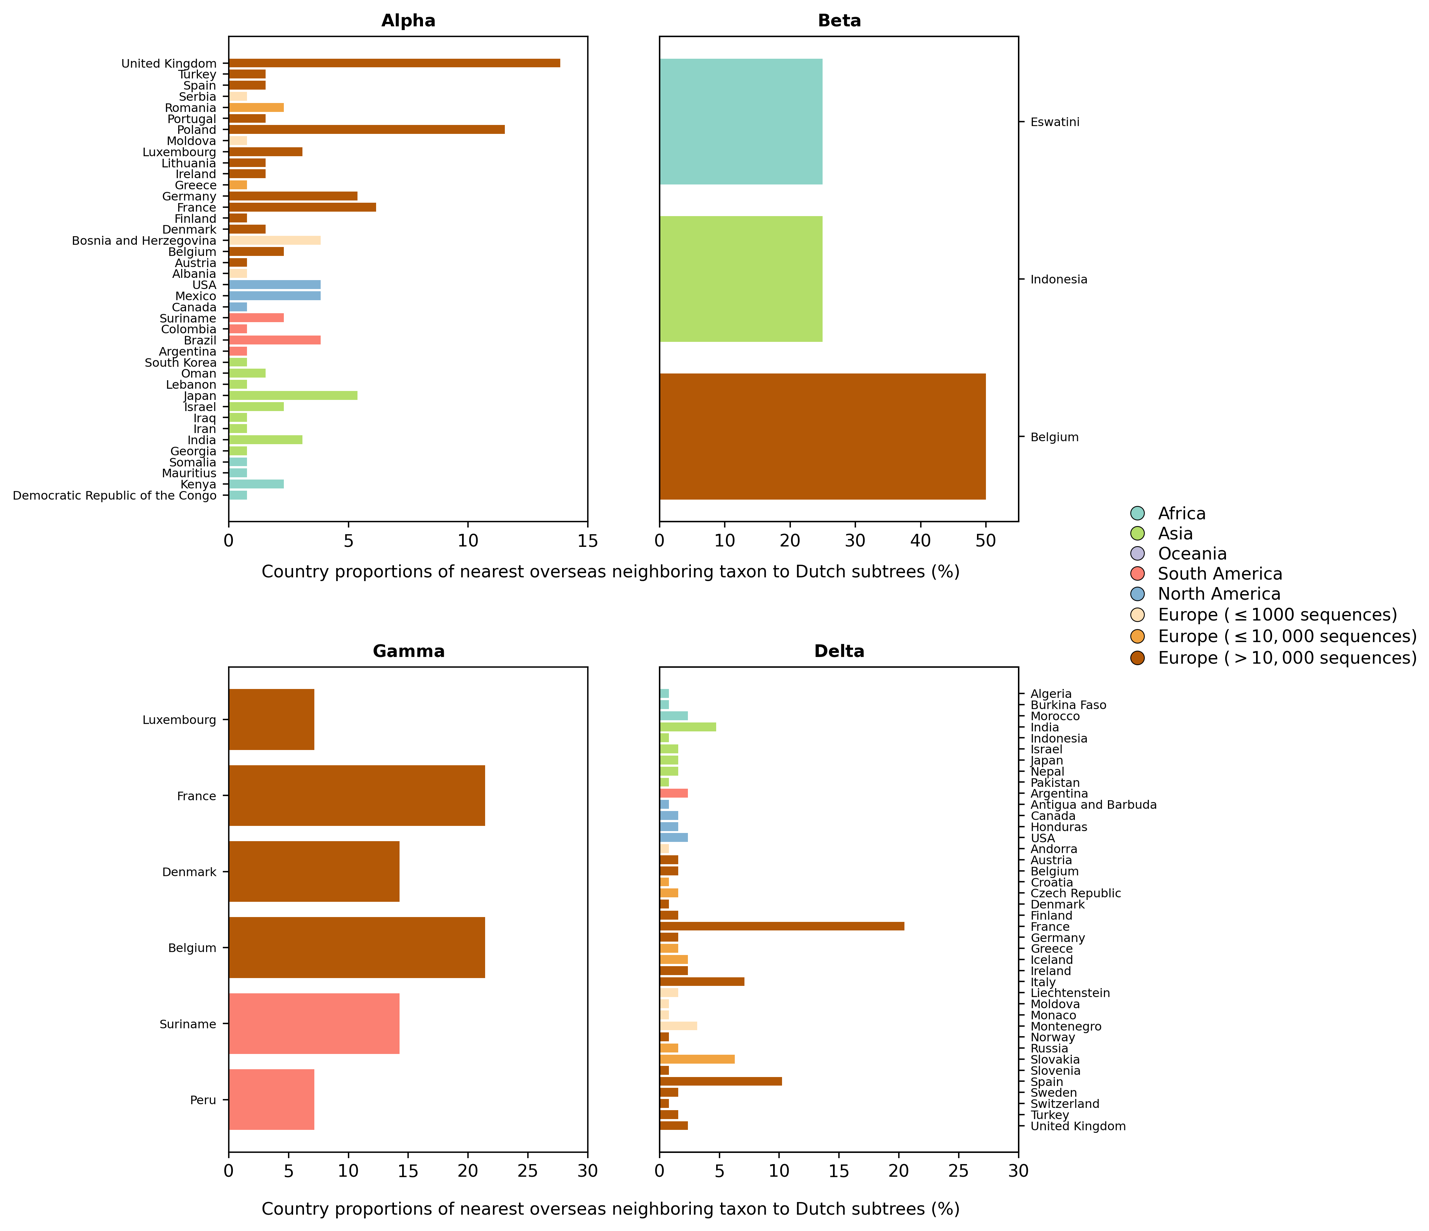 Alpha
United Kingdom
Turkey
Spain
Serbia
Romania
Portugal
Poland
Moldova
Luxembourg
Lithuania
Ireland
Greece
Germany
France
Finland
Denmark
Bosnia and Herzegovina
Belgium
Austria
Albania
USA
Mexico
Canada
Suriname
Colombia
Brazil
Argentina
South Korea
Oman
Lebanon
Japan
Israel
Iraq
Iran
India
Georgia
Somalia
Mauritius
Kenya
Democratic Republic of the Congo
0 5 10 15
Beta
Eswatini
Indonesia
Belgium
0 10 20 30 40 50
Country proportions of nearest overseas neighboring taxon to Dutch subtrees (%)
Africa
Asia
Oceania
South America
North America
Europe (≤1000 sequences)
Europe (≤10,000 sequences)
Europe (>10,000 sequences)
Gamma
Luxembourg
France
Denmark
Belgium
Suriname
Peru
0 5 10 15 20 25 30
Delta
Algeria
Burkina Faso
Morocco
India
Indonesia
Israel
Japan
Nepal
Pakistan
Argentina
Antigua and Barbuda
Canada
Honduras
USA
Andorra
Austria
Belgium
Croatia
Czech Republic
Denmark
Finland
France
Germany
Greece
Iceland
Ireland
Italy
Liechtenstein
Moldova
Monaco
Montenegro
Norway
Russia
Slovakia
Slovenia
Spain
Sweden
Switzerland
Turkey
United Kingdom
0 5 10 15 20 25 30
Country proportions of nearest overseas neighboring taxon to Dutch subtrees (%)